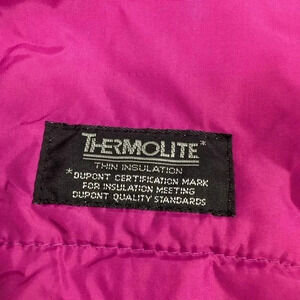 THERMOLITE*
THIN INSULATION
*DUPONT CERTIFICATION MARK
FOR INSULATION MEETING
DUPONT QUALITY STANDARDS